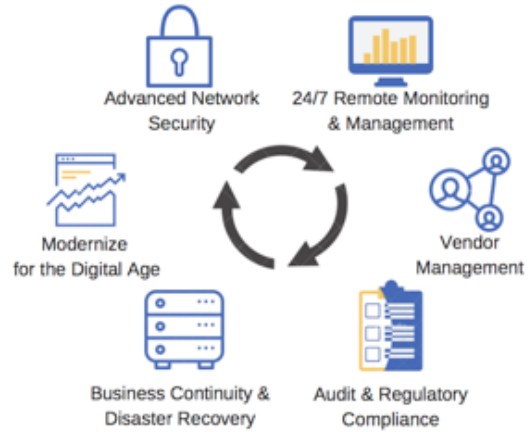 Advanced Network
Security
24/7 Remote Monitoring
& Management
Modernize
for the Digital Age
Vendor
Management
Business Continuity &
Disaster Recovery
Audit & Regulatory
Compliance